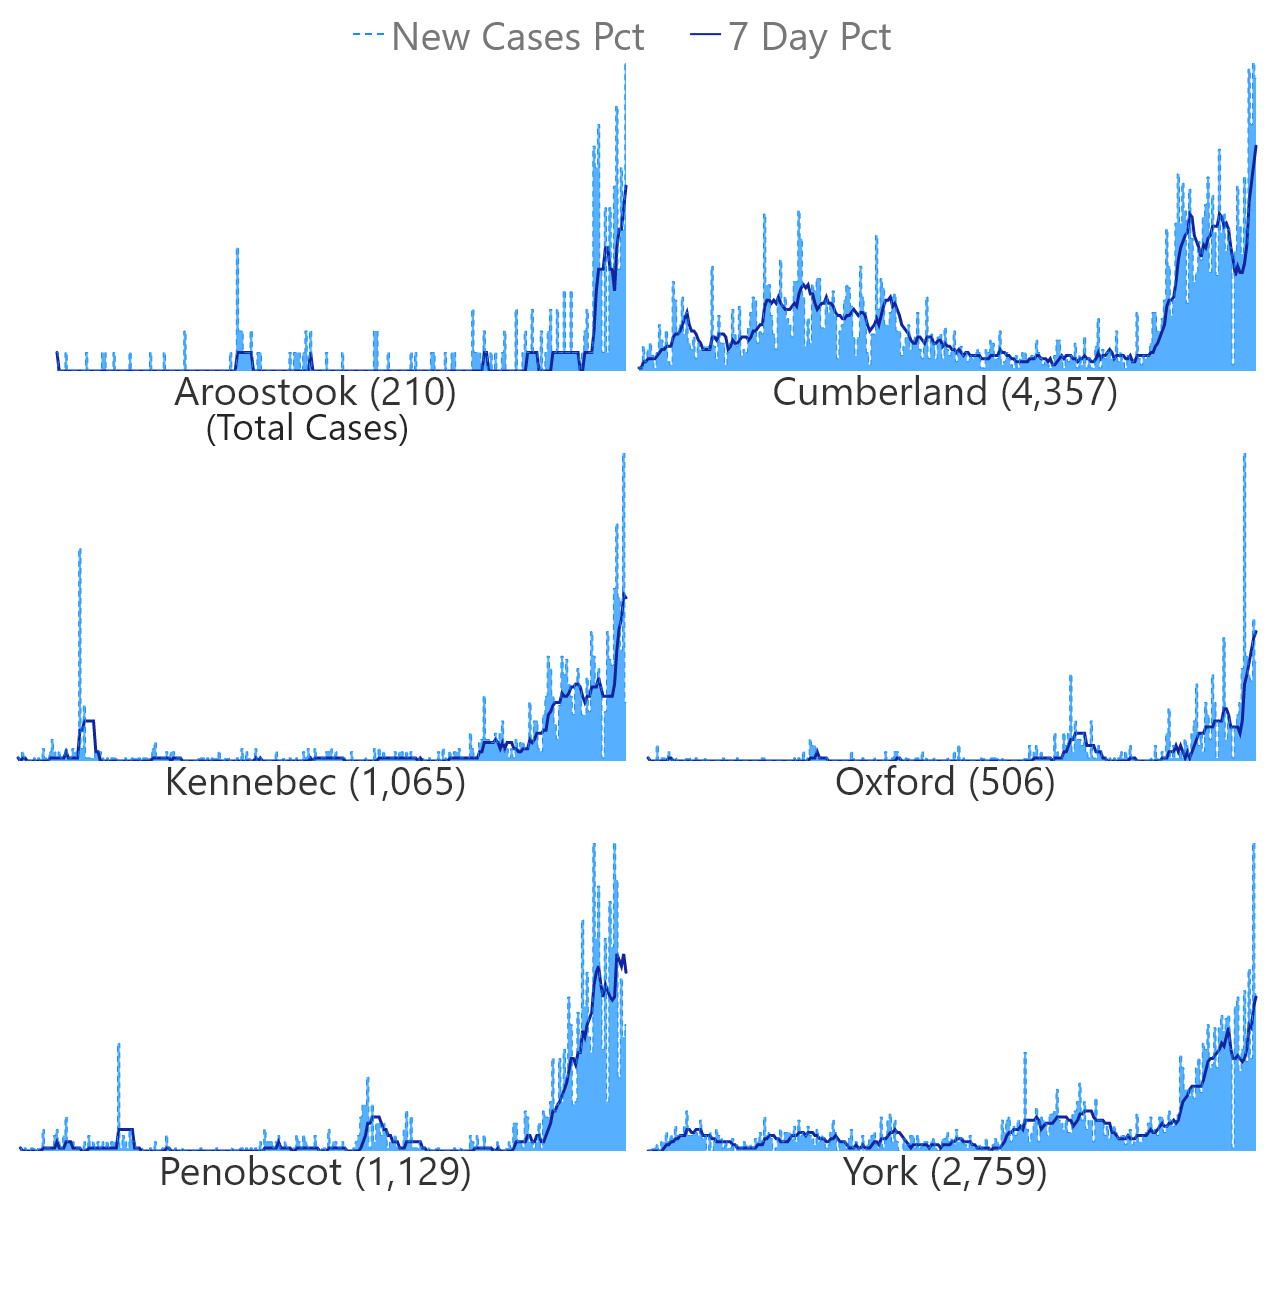 New Cases Pct 7 Day Pct
Aroostook (210) Cumberland (4,357)
(Total Cases)
Kennebec (1,065) Oxford (506)
Penobscot (1,129) York (2,759)